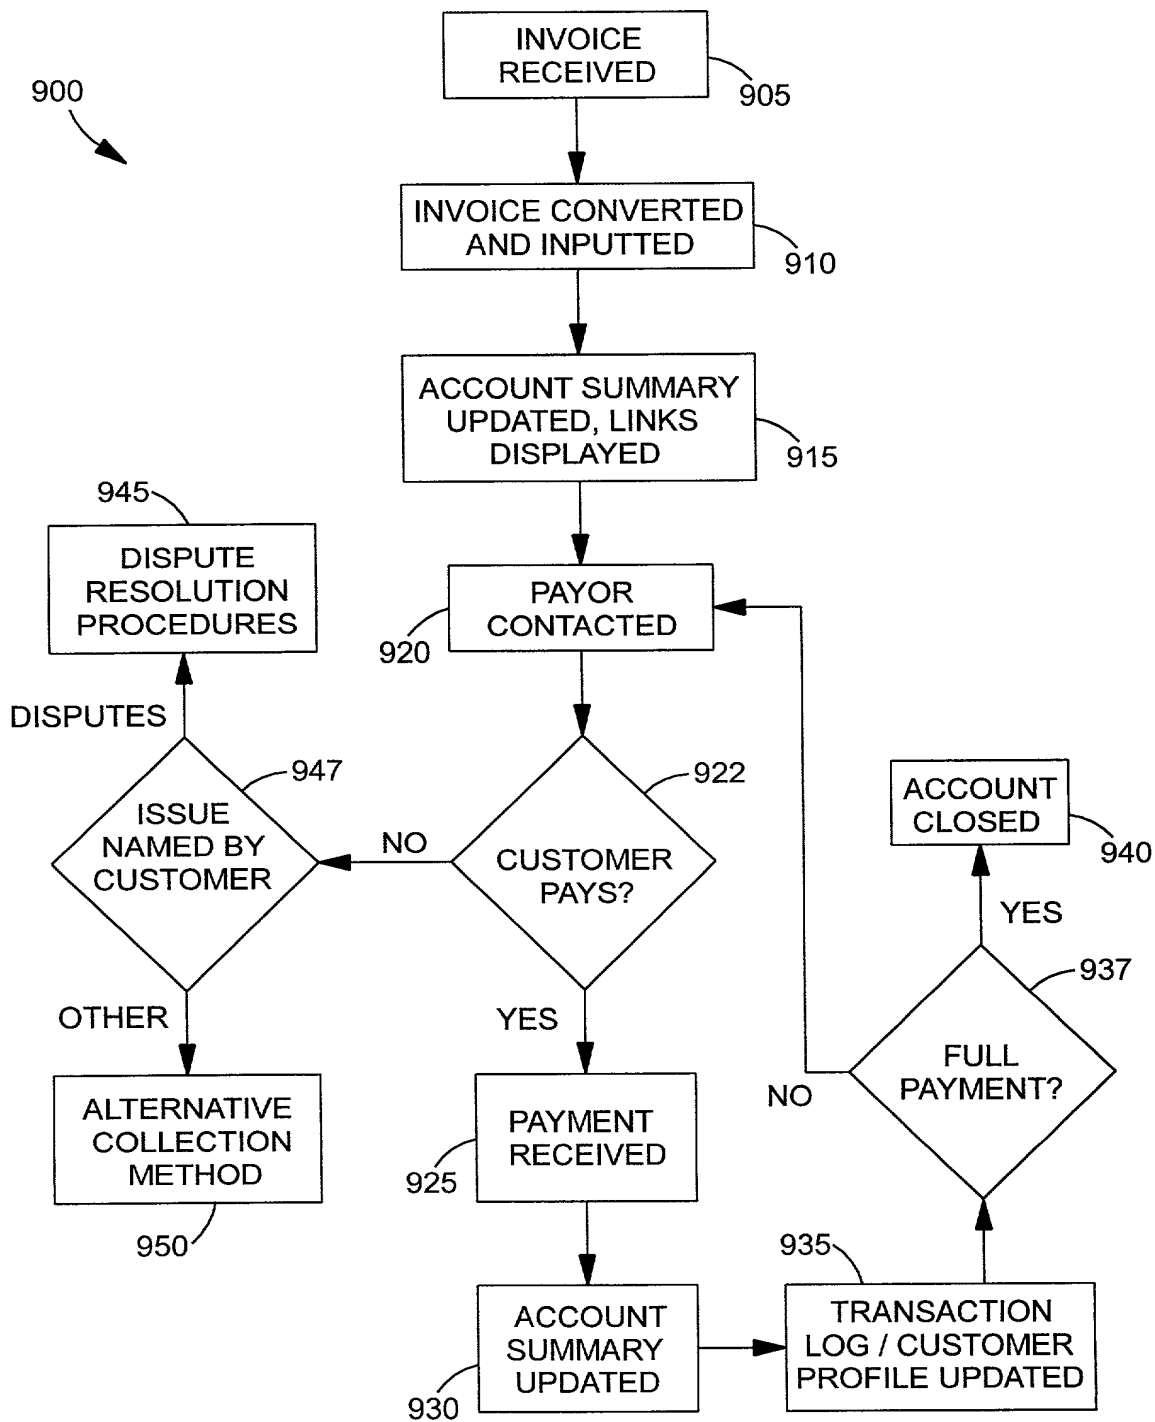 INVOICE
RECEIVED
905
900
INVOICE CONVERTED
AND INPUTTED
910
ACCOUNT SUMMARY
UPDATED, LINKS
DISPLAYED
915
945
DISPUTE
RESOLUTION
PROCEDURES
PAYOR
CONTACTED
920
DISPUTES
947
ISSUE
NAMED BY
CUSTOMER
NO
922
CUSTOMER
PAYS?
ACCOUNT
CLOSED
940
YES
937
FULL
PAYMENT?
NO
OTHER
YES
ALTERNATIVE
COLLECTION
METHOD
950
PAYMENT
RECEIVED
925
ACCOUNT
SUMMARY
UPDATED
930
935
TRANSACTION
LOG / CUSTOMER
PROFILE UPDATED